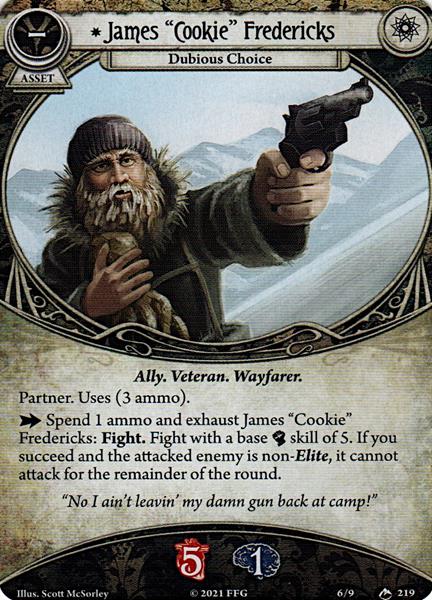 * James “Cookie” Fredericks
Dubious Choice
ASSET
Ally. Veteran. Wayfarer.
Partner. Uses (3 ammo).
Spend 1 ammo and exhaust James “Cookie”
Fredericks: Fight. Fight with a base skill of 5. If you
succeed and the attacked enemy is non-Elite, it cannot
attack for the remainder of the round.
“No I ain’t leavin’ my damn gun back at camp!”
5 1
Illus. Scott McSorley © 2021 FFG 6/9 219